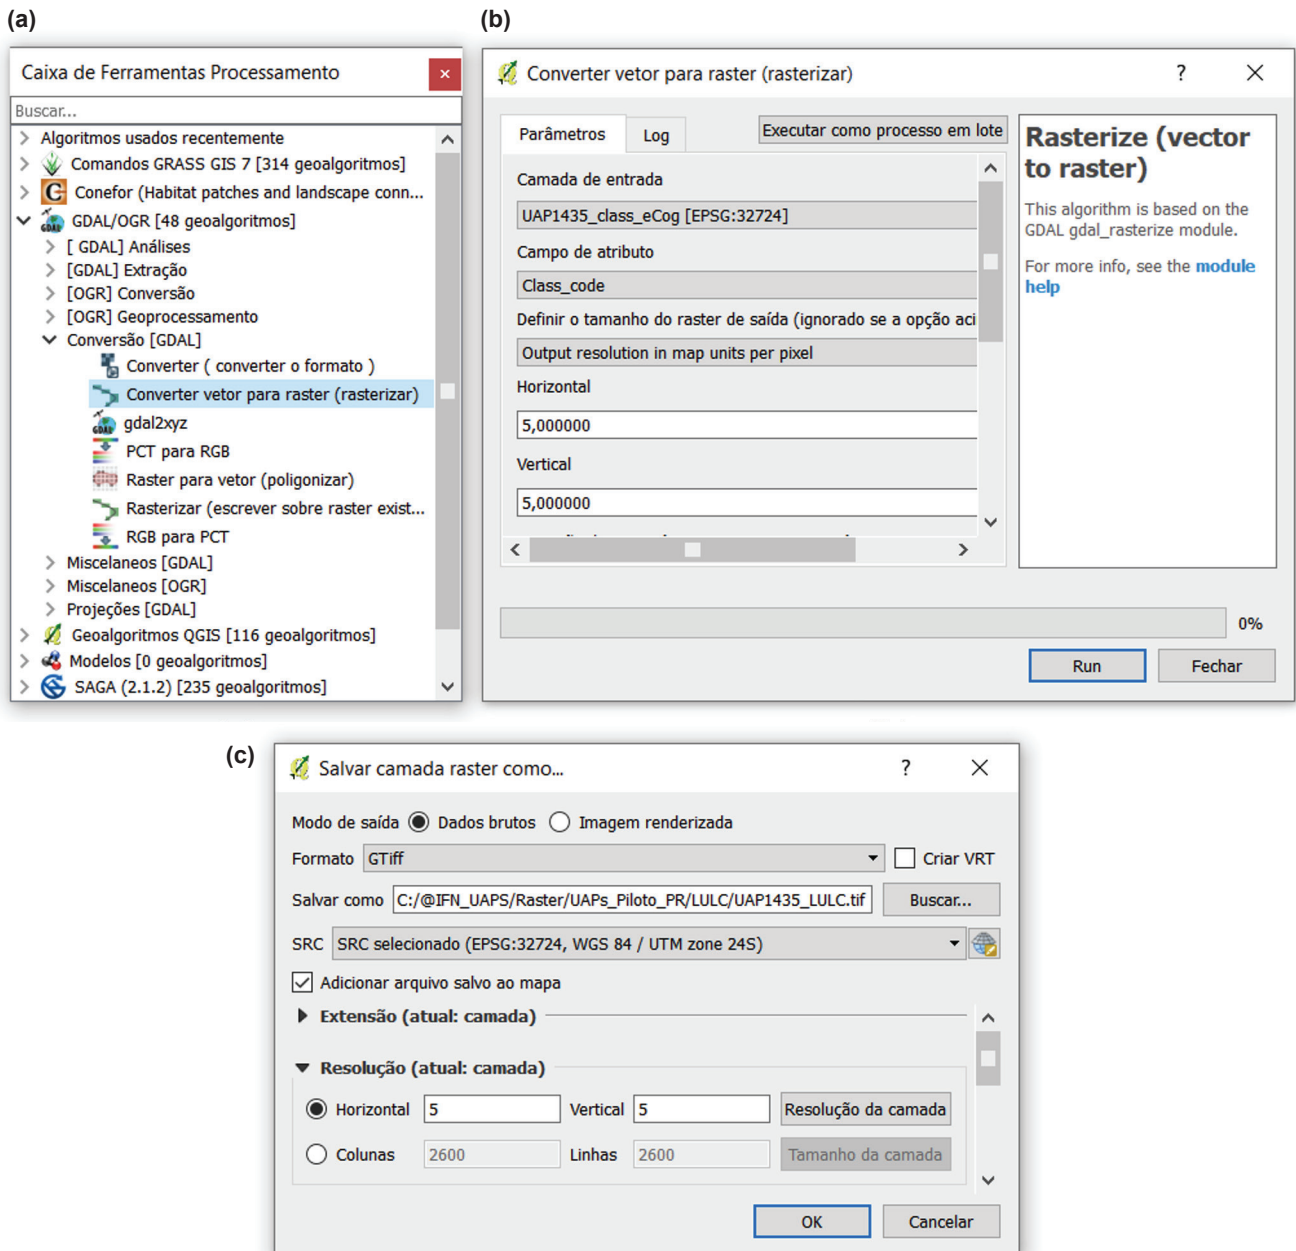 (a)
Caixa de Ferramentas Processamento
Buscar...
Algoritmos usados recentemente
Comandos GRASS GIS 7 [314 geoalgoritmos]
Conefor (Habitat patches and landscape conn...
GDAL/OGR [48 geoalgoritmos]
[ GDAL] Análises
[GDAL] Extração
[OGR] Conversão
[OGR] Geoprocessamento
Conversão [GDAL]
Converter ( converter o formato )
Converter vetor para raster (rasterizar)
gdal2xyz
PCT para RGB
Raster para vetor (poligonizar)
Rasterizar (escrever sobre raster exist...
RGB para PCT
Miscelaneos [GDAL]
Miscelaneos [OGR]
Projeções [GDAL]
Geoalgoritmos QGIS [116 geoalgoritmos]
Modelos [0 geoalgoritmos]
SAGA (2.1.2) [235 geoalgoritmos]
(b)
Converter vetor para raster (rasterizar)
Parâmetros Log Executar como processo em lote
Camada de entrada
UAP1435_class_eCog [EPSG:32724]
Campo de atributo
Class_code
Definir o tamanho do raster de saída (ignorado se a opção aci
Output resolution in map units per pixel
Horizontal
5,000000
Vertical
5,000000
Rasterize (vector
to raster)
This algorithm is based on the
GDAL gdal_rasterize module.
For more info, see the module
help
0%
Run Fechar
(c)
Salvar camada raster como...
Modo de saída Dados brutos Imagem renderizada
Formato GTiff Criar VRT
Salvar como C:/@IFN_UAPS/Raster/UAPs_Piloto_PR/LULC/UAP1435_LULC.tif Buscar...
SRC SRC selecionado (EPSG:32724, WGS 84 / UTM zone 24S)
Adicionar arquivo salvo ao mapa
Extensão (atual: camada)
Resolução (atual: camada)
Horizontal 5 Vertical 5 Resolução da camada
Colunas 2600 Linhas 2600 Tamanho da camada
OK Cancelar